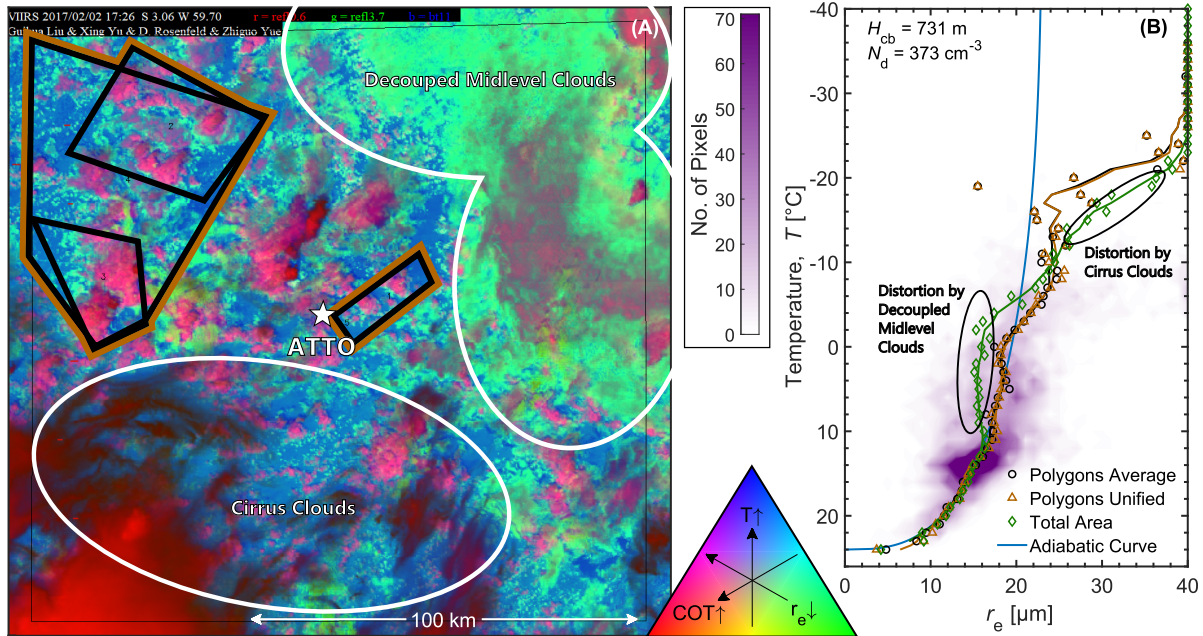 VIIRS 2017/02/02 17:26 S 3.06 W 59.70 r = refl0.6 g = refl3.7 b = bt11
Guihua Liu & Xing Yu & D. Rosenfeld & Zhiguo Yue
(A)
Decouped Midlevel Clouds
2
1
3
1
ATTO
Cirrus Clouds
100 km
No. of Pixels
70
60
50
40
30
20
10
0
T↑
COT↑
re↓
(B)
Hcb = 731 m
Nd = 373 cm-3
Temperature, T [°C]
-40
-30
-20
-10
0
10
20
Distortion by
Cirrus Clouds
Distortion by
Decoupled
Midlevel
Clouds
Polygons Average
Polygons Unified
Total Area
Adiabatic Curve
0 10 20 30 40
re [μm]